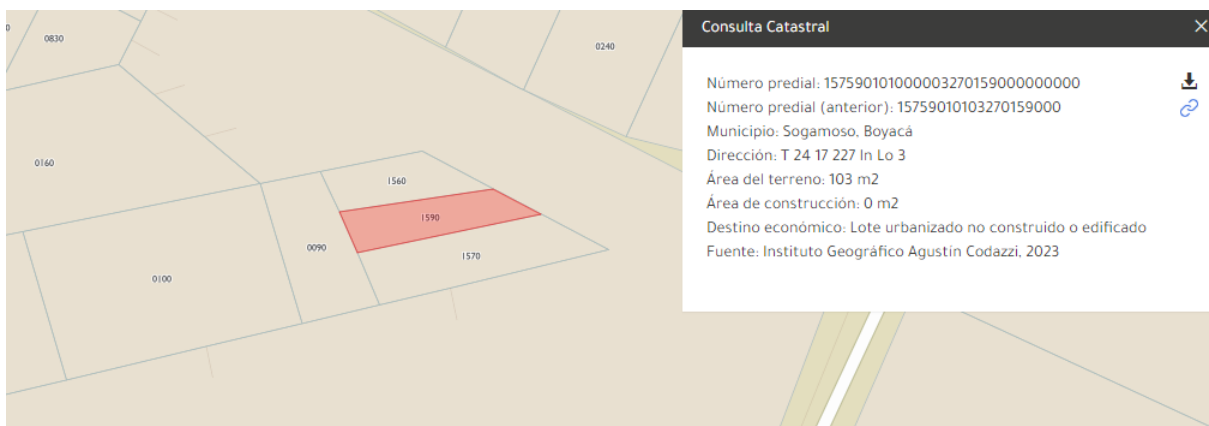 0
0830
0240
0160
1560
1590
0090
1570
0100
Consulta Catastral
Número predial: 157590101000003270159000000000
Número predial (anterior): 15759010103270159000
Municipio: Sogamoso, Boyacá
Dirección: T 24 17 227 In Lo 3
Área del terreno: 103 m2
Área de construcción: 0 m2
Destino económico: Lote urbanizado no construido o edificado
Fuente: Instituto Geográfico Agustín Codazzi, 2023